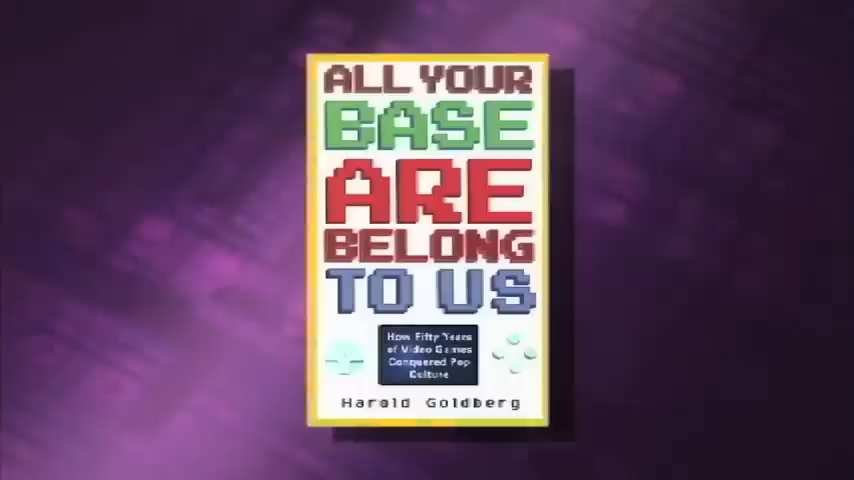 ALL YOUR
BASE
ARE
BELONG
TO US
How Fifty Years
of Video Games
Conquered Pop
Culture
Harold Goldberg